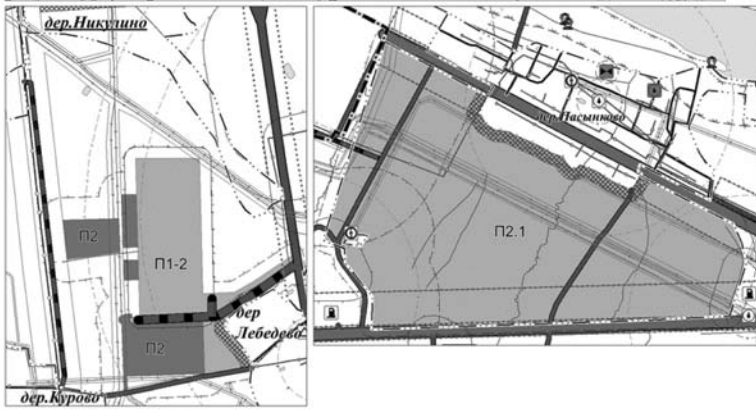 дер.Никулино
П2
П1-2
дер
Лебедево
П2
дер.Курово
дер.Пасынково
П2.1